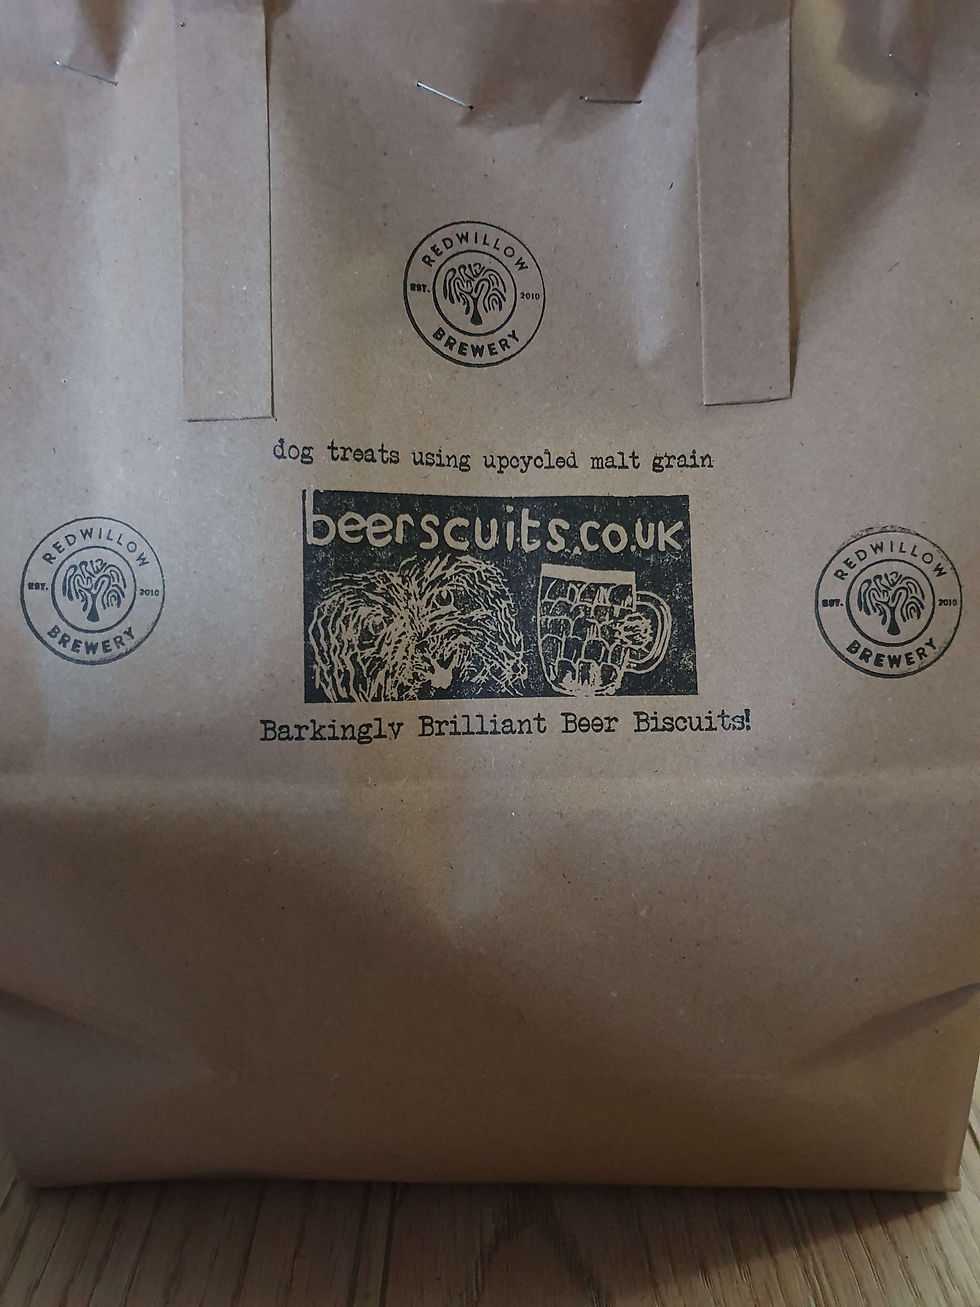 REDWILLOW
EST. 2010
BREWERY
dog treats using upcycled malt grain
beerscuits.co.uk
REDWILLOW
EST. 2010
BREWERY
REDWILLOW
EST. 2010
BREWERY
Barkingly Brilliant Beer Biscuits!